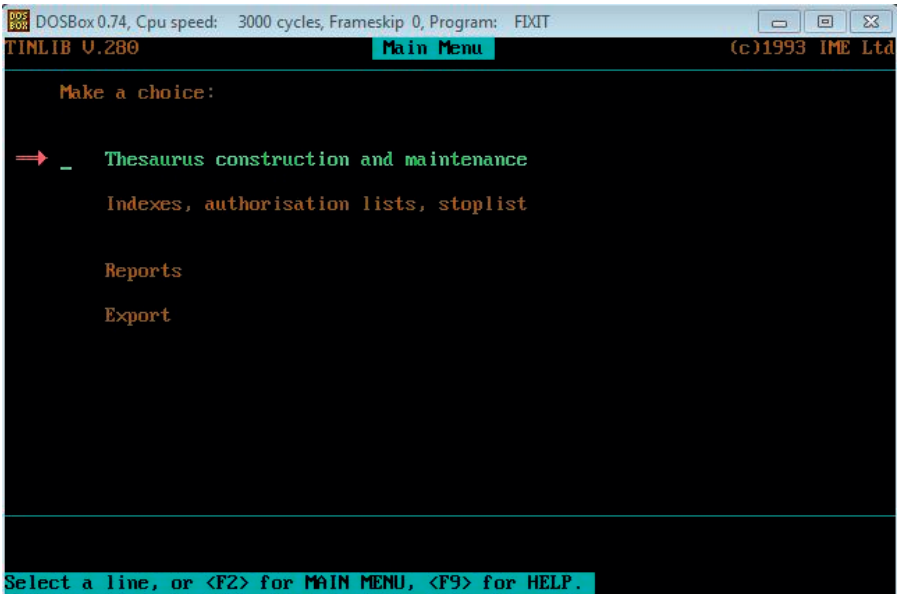 DOS BOX DOSBox 0.74, Cpu speed: 3000 cycles, Frameskip 0, Program: FIXIT
TINLIB V.280 Main Menu (c)1993 IME Ltd
Make a choice:
Thesaurus construction and maintenance
Indexes, authorisation lists, stoplist
Reports
Export
Select a line, or <F2> for MAIN MENU, <F9> for HELP.